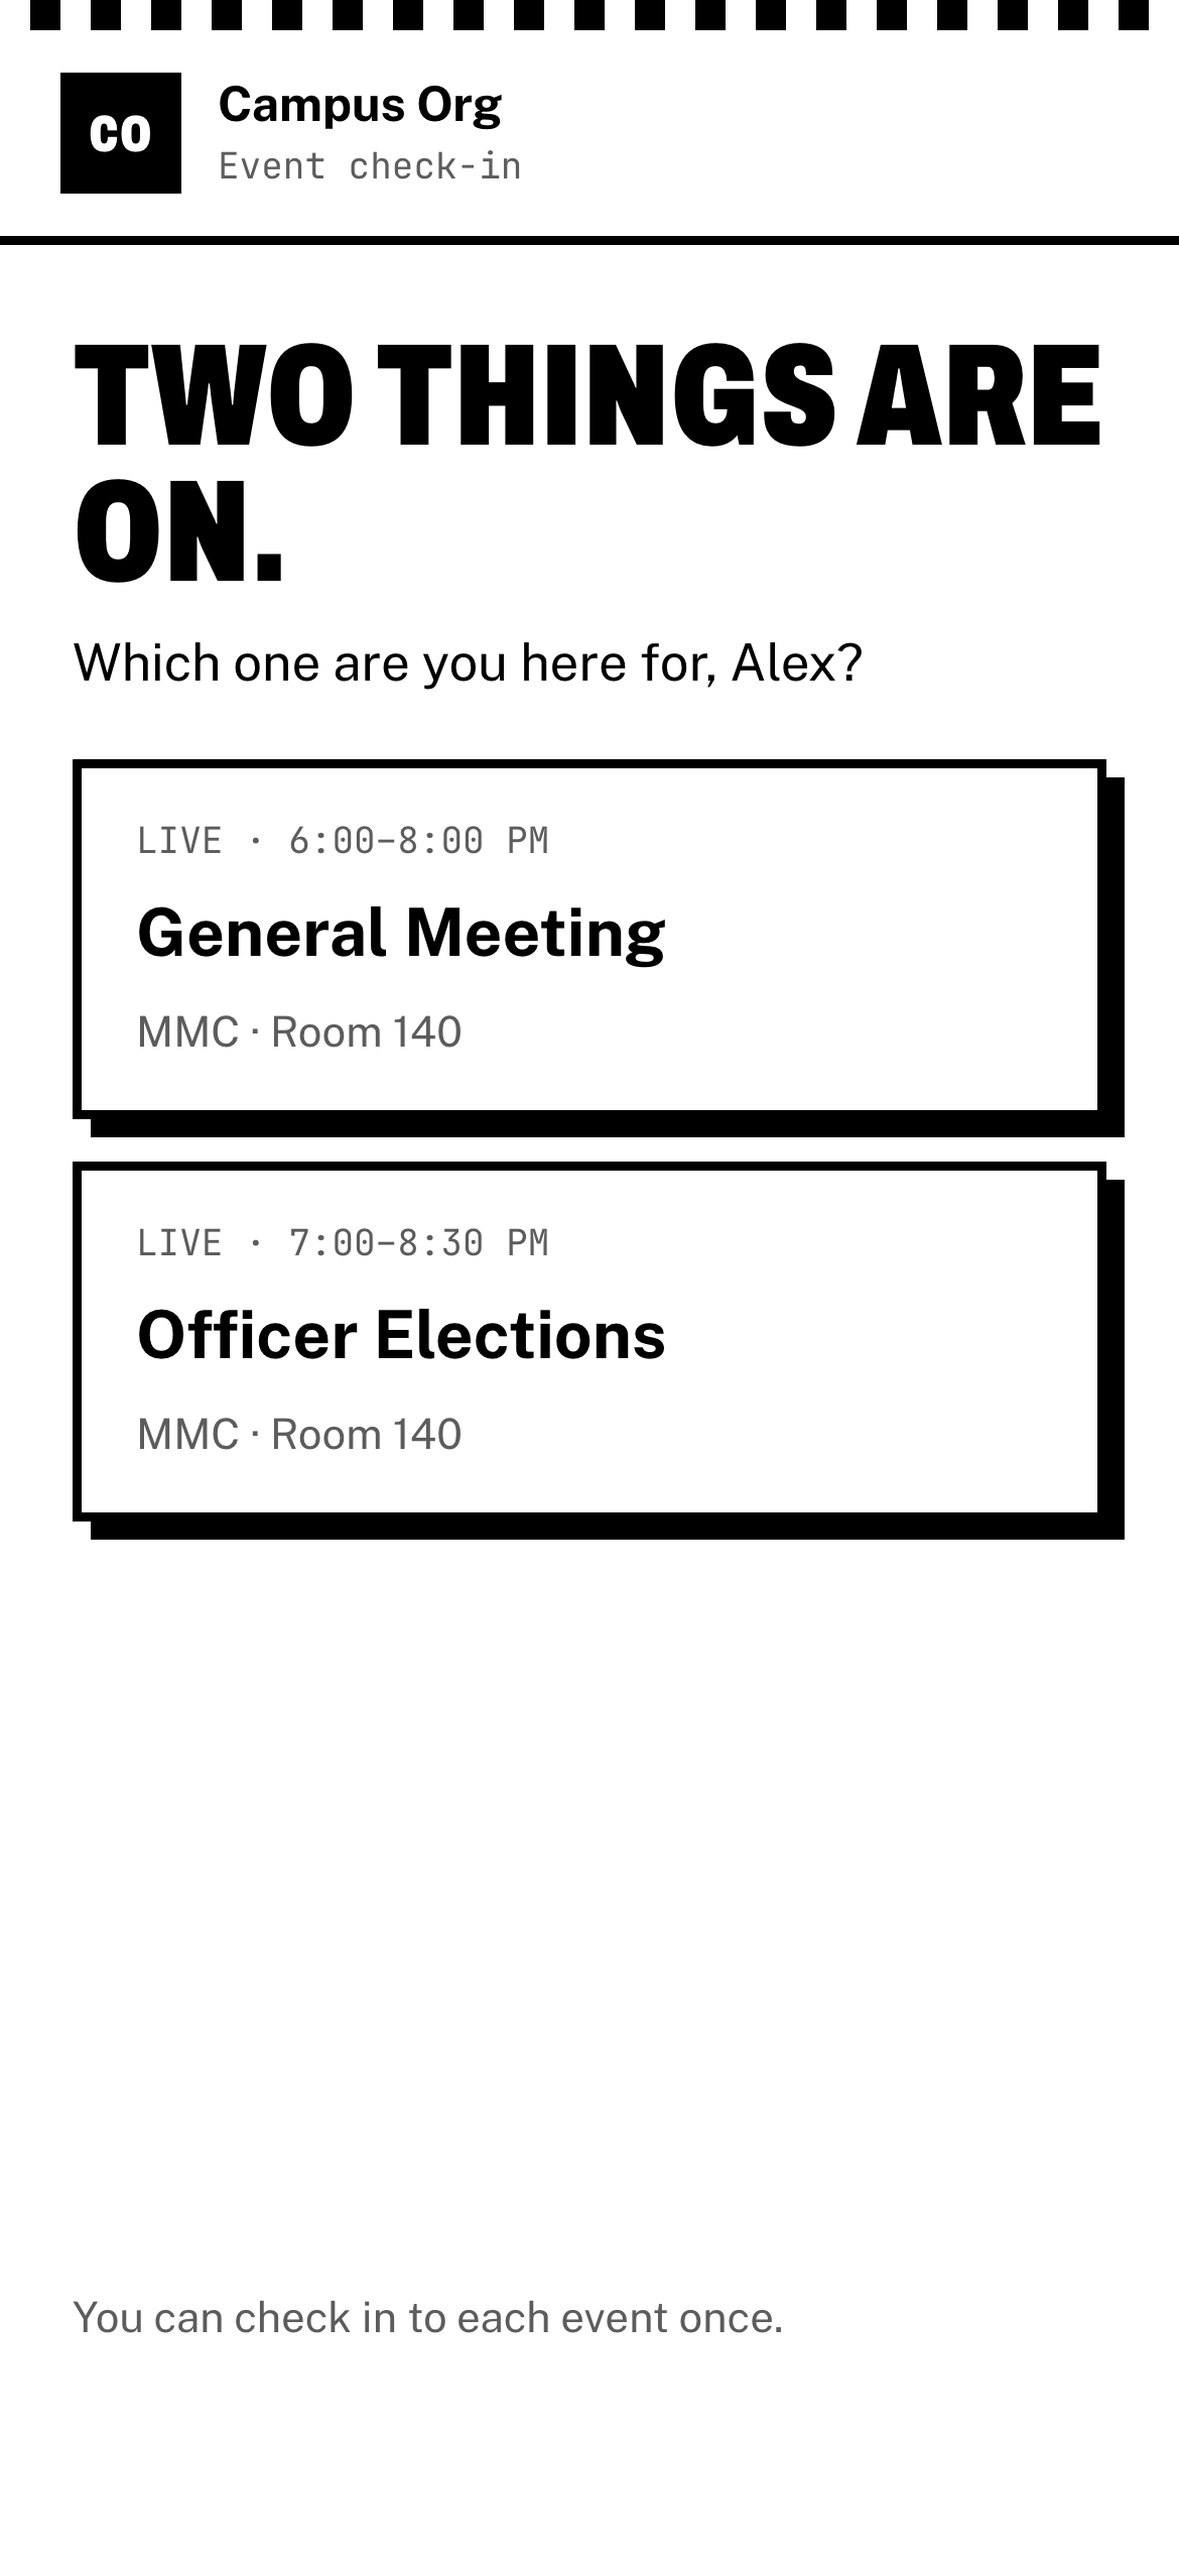 CO
Campus Org
Event check-in
TWO THINGS ARE
ON.
Which one are you here for, Alex?
LIVE · 6:00–8:00 PM
General Meeting
MMC · Room 140
LIVE · 7:00–8:30 PM
Officer Elections
MMC · Room 140
You can check in to each event once.